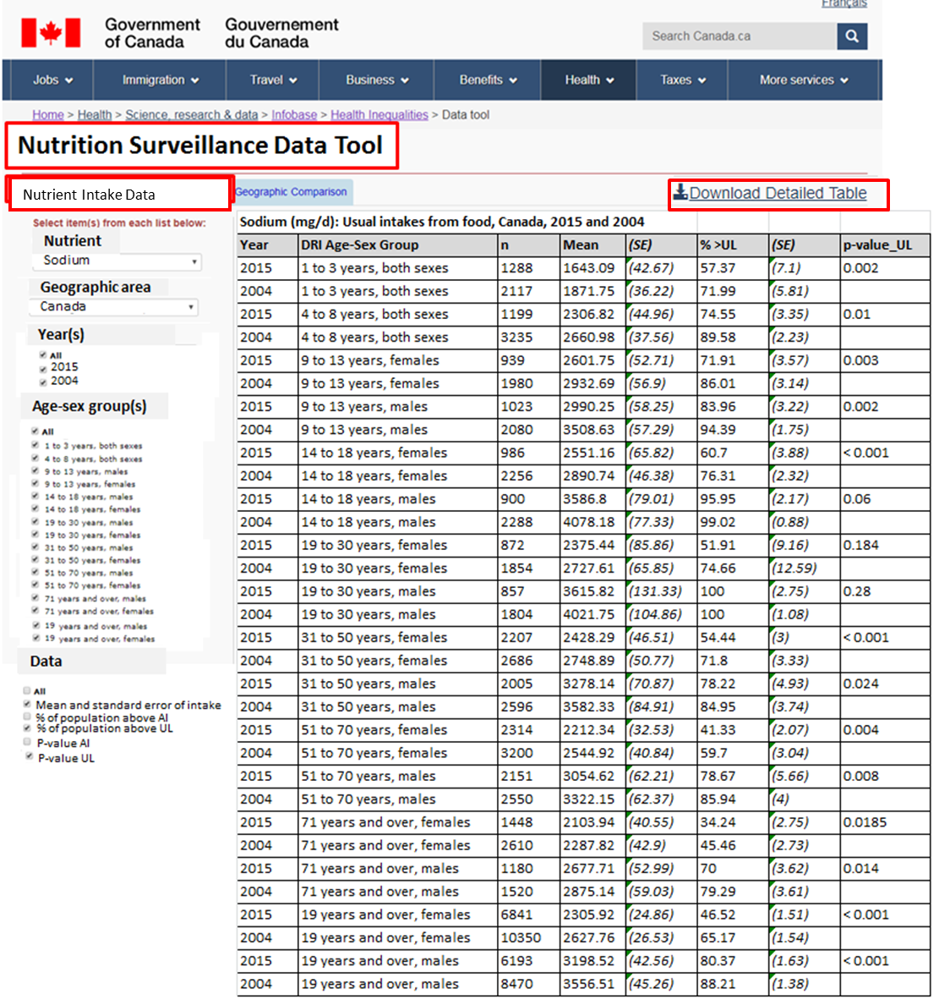 Français
Government
of Canada
Gouvernement
du Canada
Search Canada.ca
Jobs Immigration Travel Business Benefits Health Taxes More services
Home > Health > Science, research & data > Infobase > Health Inequalities > Data tool
Nutrition Surveillance Data Tool
Nutrient Intake Data
Geographic Comparison
Download Detailed Table
Select item(s) from each list below:
Nutrient
Sodium
Geographic area
Canada
Year(s)
All
2015
2004
Age-sex group(s)
All
1 to 3 years, both sexes
4 to 8 years, both sexes
9 to 13 years, males
9 to 13 years, females
14 to 18 years, males
14 to 18 years, females
19 to 30 years, males
19 to 30 years, females
31 to 50 years, males
31 to 50 years, females
51 to 70 years, males
51 to 70 years, females
71 years and over, males
71 years and over, females
19 years and over, males
19 years and over, females
Data
All
Mean and standard error of intake
% of population above AI
% of population above UL
P-value AI
P-value UL
Sodium (mg/d): Usual intakes from food, Canada, 2015 and 2004
Year DRI Age-Sex Group n Mean (SE) % >UL (SE) p-value_UL
2015 1 to 3 years, both sexes 1288 1643.09 (42.67) 57.37 (7.1) 0.002
2004 1 to 3 years, both sexes 2117 1871.75 (36.22) 71.99 (5.81)
2015 4 to 8 years, both sexes 1199 2306.82 (44.96) 74.55 (3.35) 0.01
2004 4 to 8 years, both sexes 3235 2660.98 (37.56) 89.58 (2.23)
2015 9 to 13 years, females 939 2601.75 (52.71) 71.91 (3.57) 0.003
2004 9 to 13 years, females 1980 2932.69 (56.9) 86.01 (3.14)
2015 9 to 13 years, males 1023 2990.25 (58.25) 83.96 (3.22) 0.002
2004 9 to 13 years, males 2080 3508.63 (57.29) 94.39 (1.75)
2015 14 to 18 years, females 986 2551.16 (65.82) 60.7 (3.88) < 0.001
2004 14 to 18 years, females 2256 2890.74 (46.38) 76.31 (2.32)
2015 14 to 18 years, males 900 3586.8 (79.01) 95.95 (2.17) 0.06
2004 14 to 18 years, males 2288 4078.18 (77.33) 99.02 (0.88)
2015 19 to 30 years, females 872 2375.44 (85.86) 51.91 (9.16) 0.184
2004 19 to 30 years, females 1854 2727.61 (65.85) 74.66 (12.59)
2015 19 to 30 years, males 857 3615.82 (131.33) 100 (2.75) 0.28
2004 19 to 30 years, males 1804 4021.75 (104.86) 100 (1.08)
2015 31 to 50 years, females 2207 2428.29 (46.51) 54.44 (3) < 0.001
2004 31 to 50 years, females 2686 2748.89 (50.77) 71.8 (3.33)
2015 31 to 50 years, males 2005 3278.14 (70.87) 78.22 (4.93) 0.024
2004 31 to 50 years, males 2596 3582.33 (84.91) 84.95 (3.74)
2015 51 to 70 years, females 2314 2212.34 (32.53) 41.33 (2.07) 0.004
2004 51 to 70 years, females 3200 2544.92 (40.84) 59.7 (3.04)
2015 51 to 70 years, males 2151 3054.62 (62.21) 78.67 (5.66) 0.008
2004 51 to 70 years, males 2550 3322.15 (62.37) 85.94 (4)
2015 71 years and over, females 1448 2103.94 (40.55) 34.24 (2.75) 0.0185
2004 71 years and over, females 2610 2287.82 (42.9) 45.46 (2.73)
2015 71 years and over, males 1180 2677.71 (52.99) 70 (3.62) 0.014
2004 71 years and over, males 1520 2875.14 (59.03) 79.29 (3.61)
2015 19 years and over, females 6841 2305.92 (24.86) 46.52 (1.51) < 0.001
2004 19 years and over, females 10350 2627.76 (26.53) 65.17 (1.54)
2015 19 years and over, males 6193 3198.52 (42.56) 80.37 (1.63) < 0.001
2004 19 years and over, males 8470 3556.51 (45.26) 88.21 (1.38)